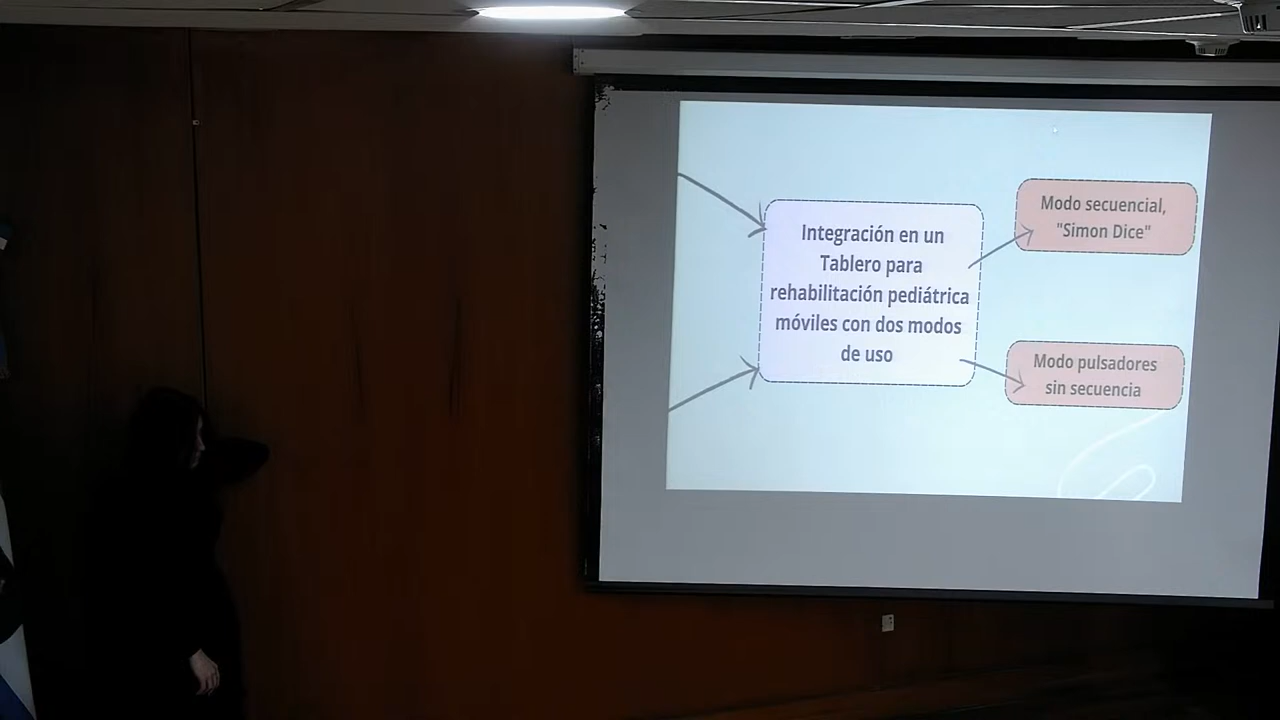 Integración en un
Tablero para
rehabilitación pediátrica
móviles con dos modos
de uso
Modo secuencial,
"Simon Dice"
Modo pulsadores
sin secuencia